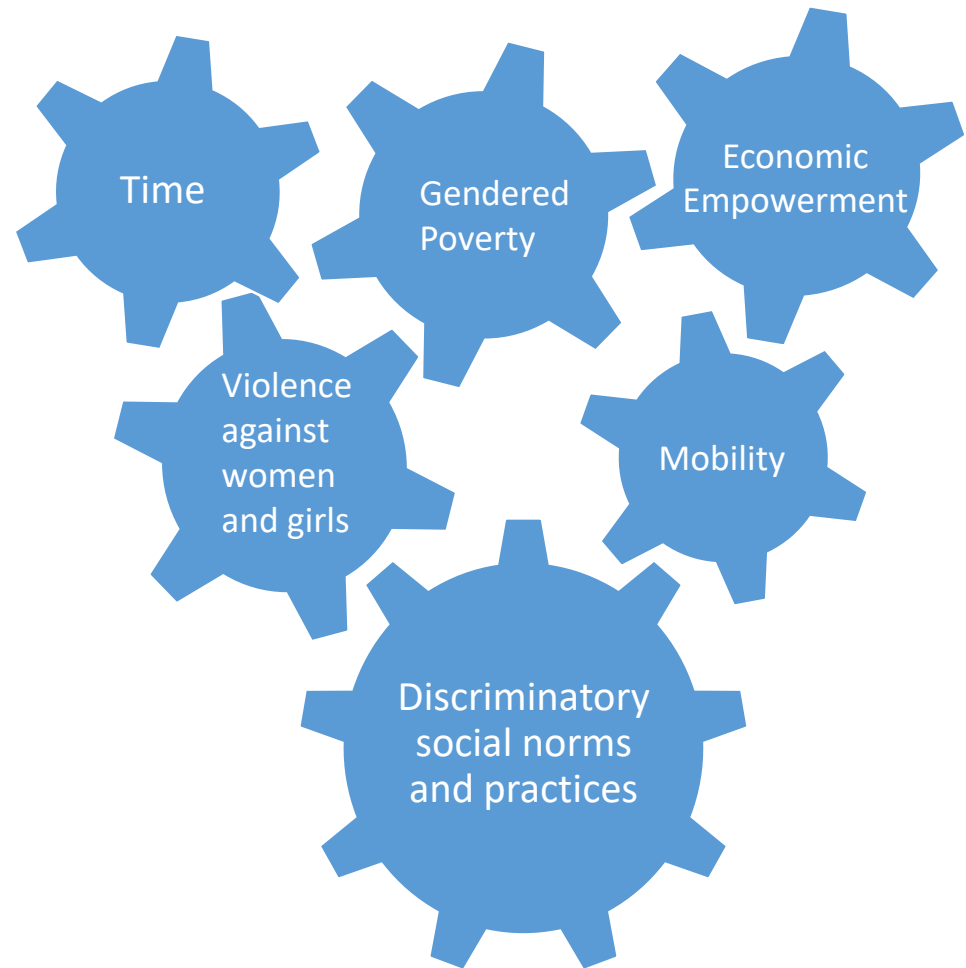 Time
Gendered
Poverty
Economic
Empowerment
Violence
against
women
and girls
Mobility
Discriminatory
social norms
and practices